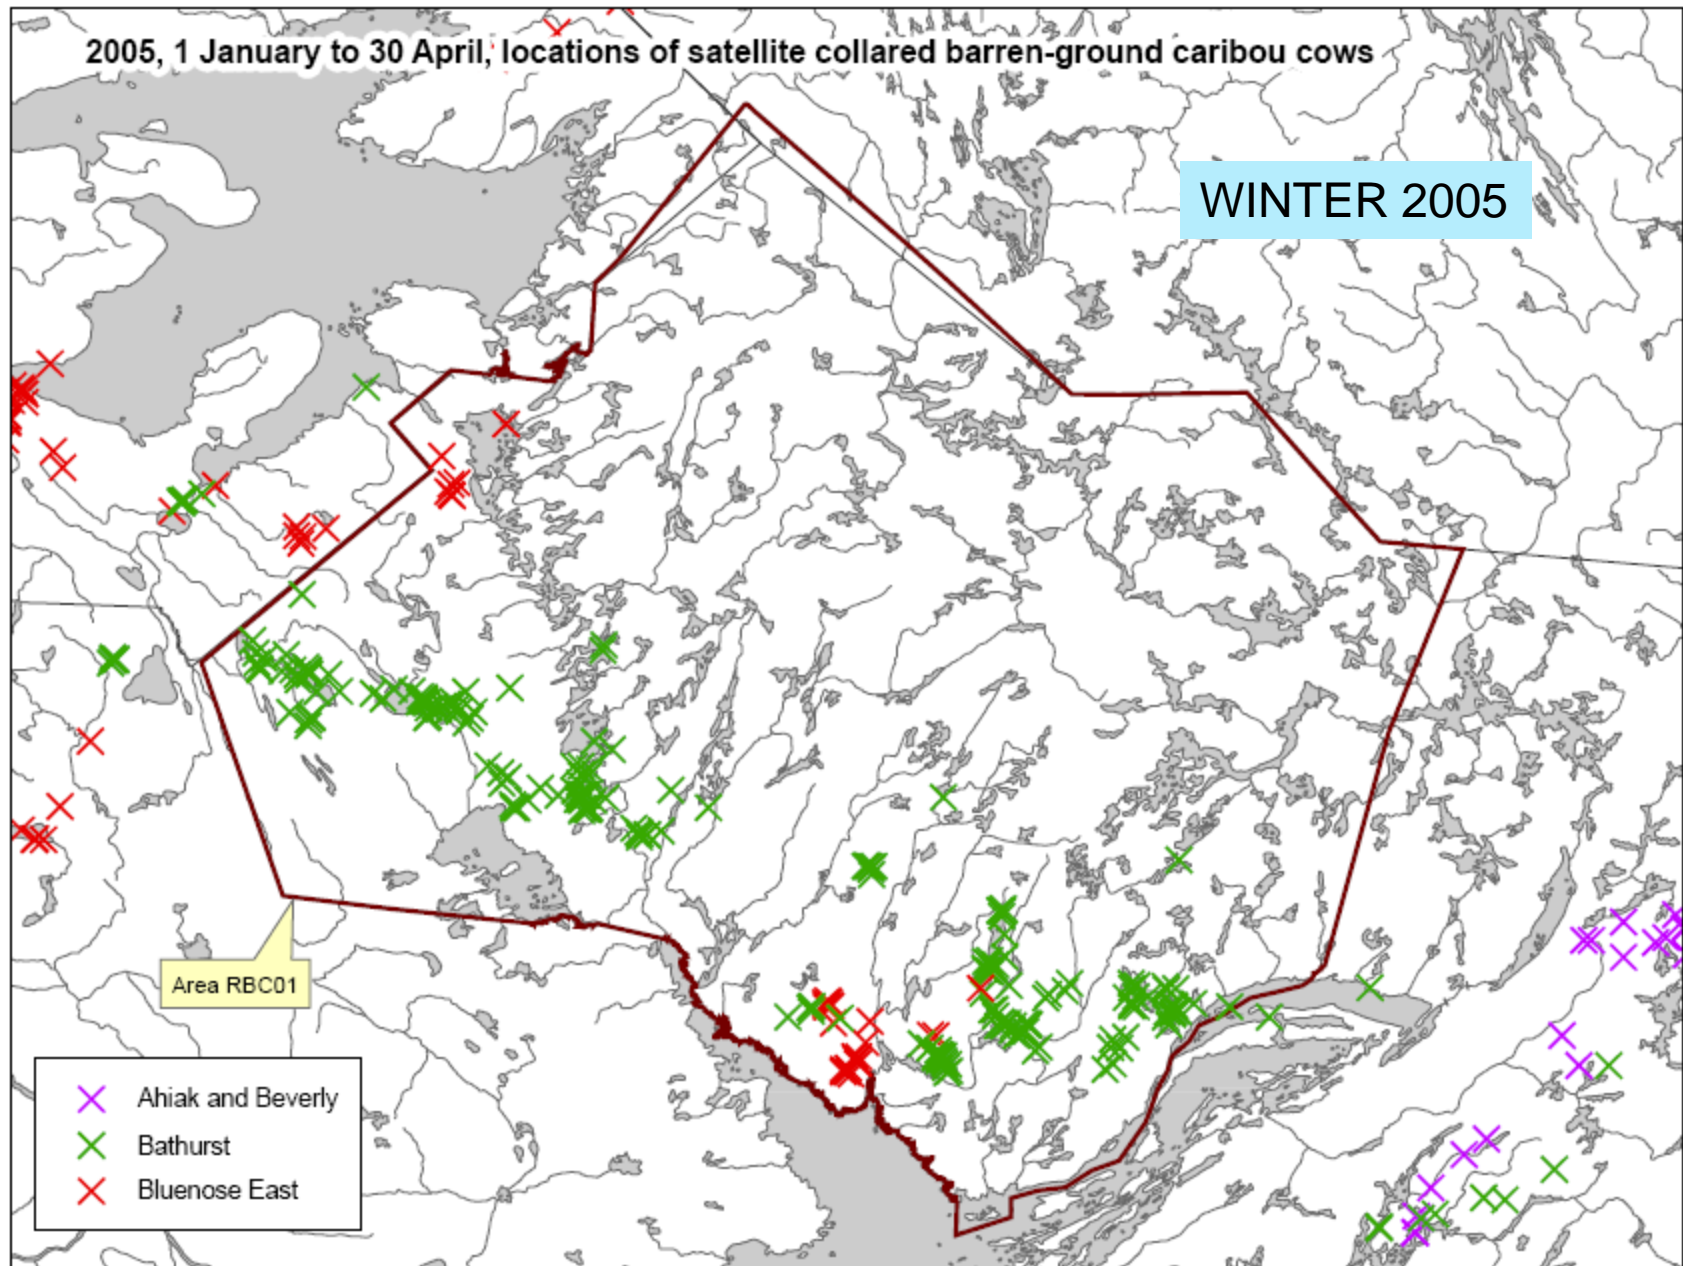 2005, 1 January to 30 April, locations of satellite collared barren-ground caribou cows
WINTER 2005
Area RBC01
Ahiak and Beverly
Bathurst
Bluenose East